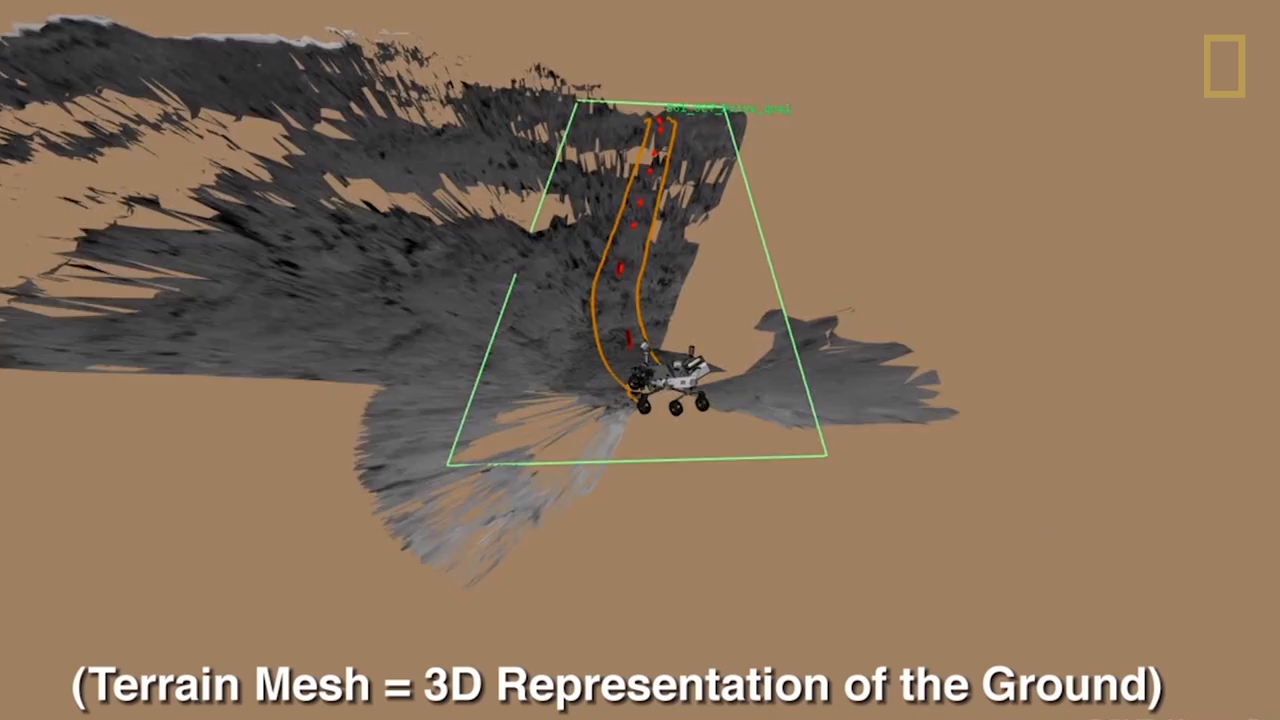 (Terrain Mesh = 3D Representation of the Ground)